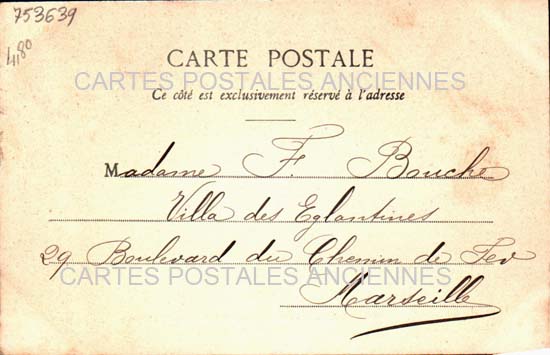 753639
4180
CARTE POSTALE
CARTES POSTALES ANCIENNES
Ce côté est exclusivement réservé à l'adresse
Madame F. Bouche
Villa des Eglantines
29 Boulevard du Chemin de Fer
CARTES POSTALES ANCIENNES
Marseille